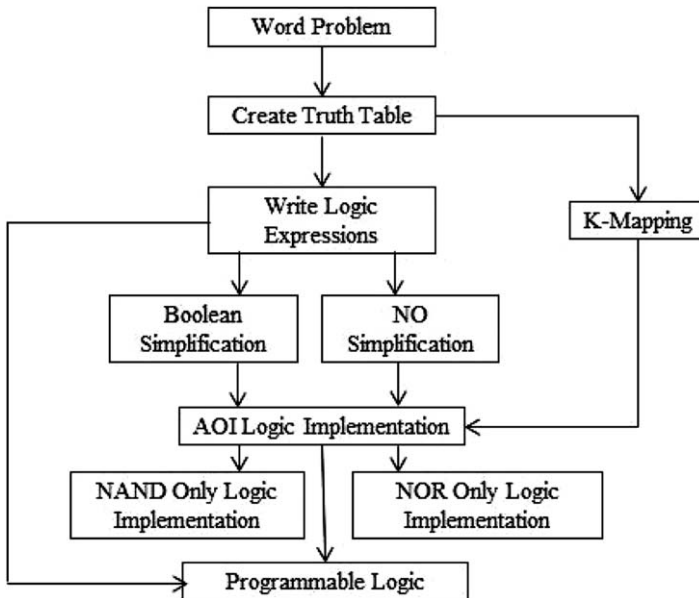 Word Problem
Create Truth Table
Write Logic
Expressions
K-Mapping
Boolean
Simplification
NO
Simplification
AOI Logic Implementation
NAND Only Logic
Implementation
NOR Only Logic
Implementation
Programmable Logic